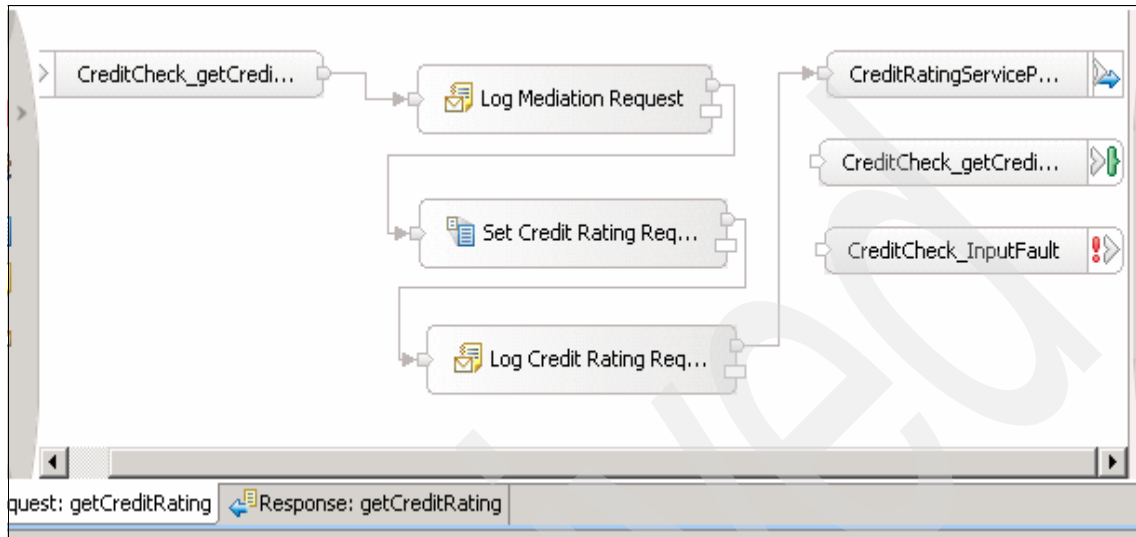 CreditCheck_getCredi...
Log Mediation Request
Set Credit Rating Req...
Log Credit Rating Req...
CreditRatingServiceP...
CreditCheck_getCredi...
CreditCheck_InputFault
quest: getCreditRating
Response: getCreditRating